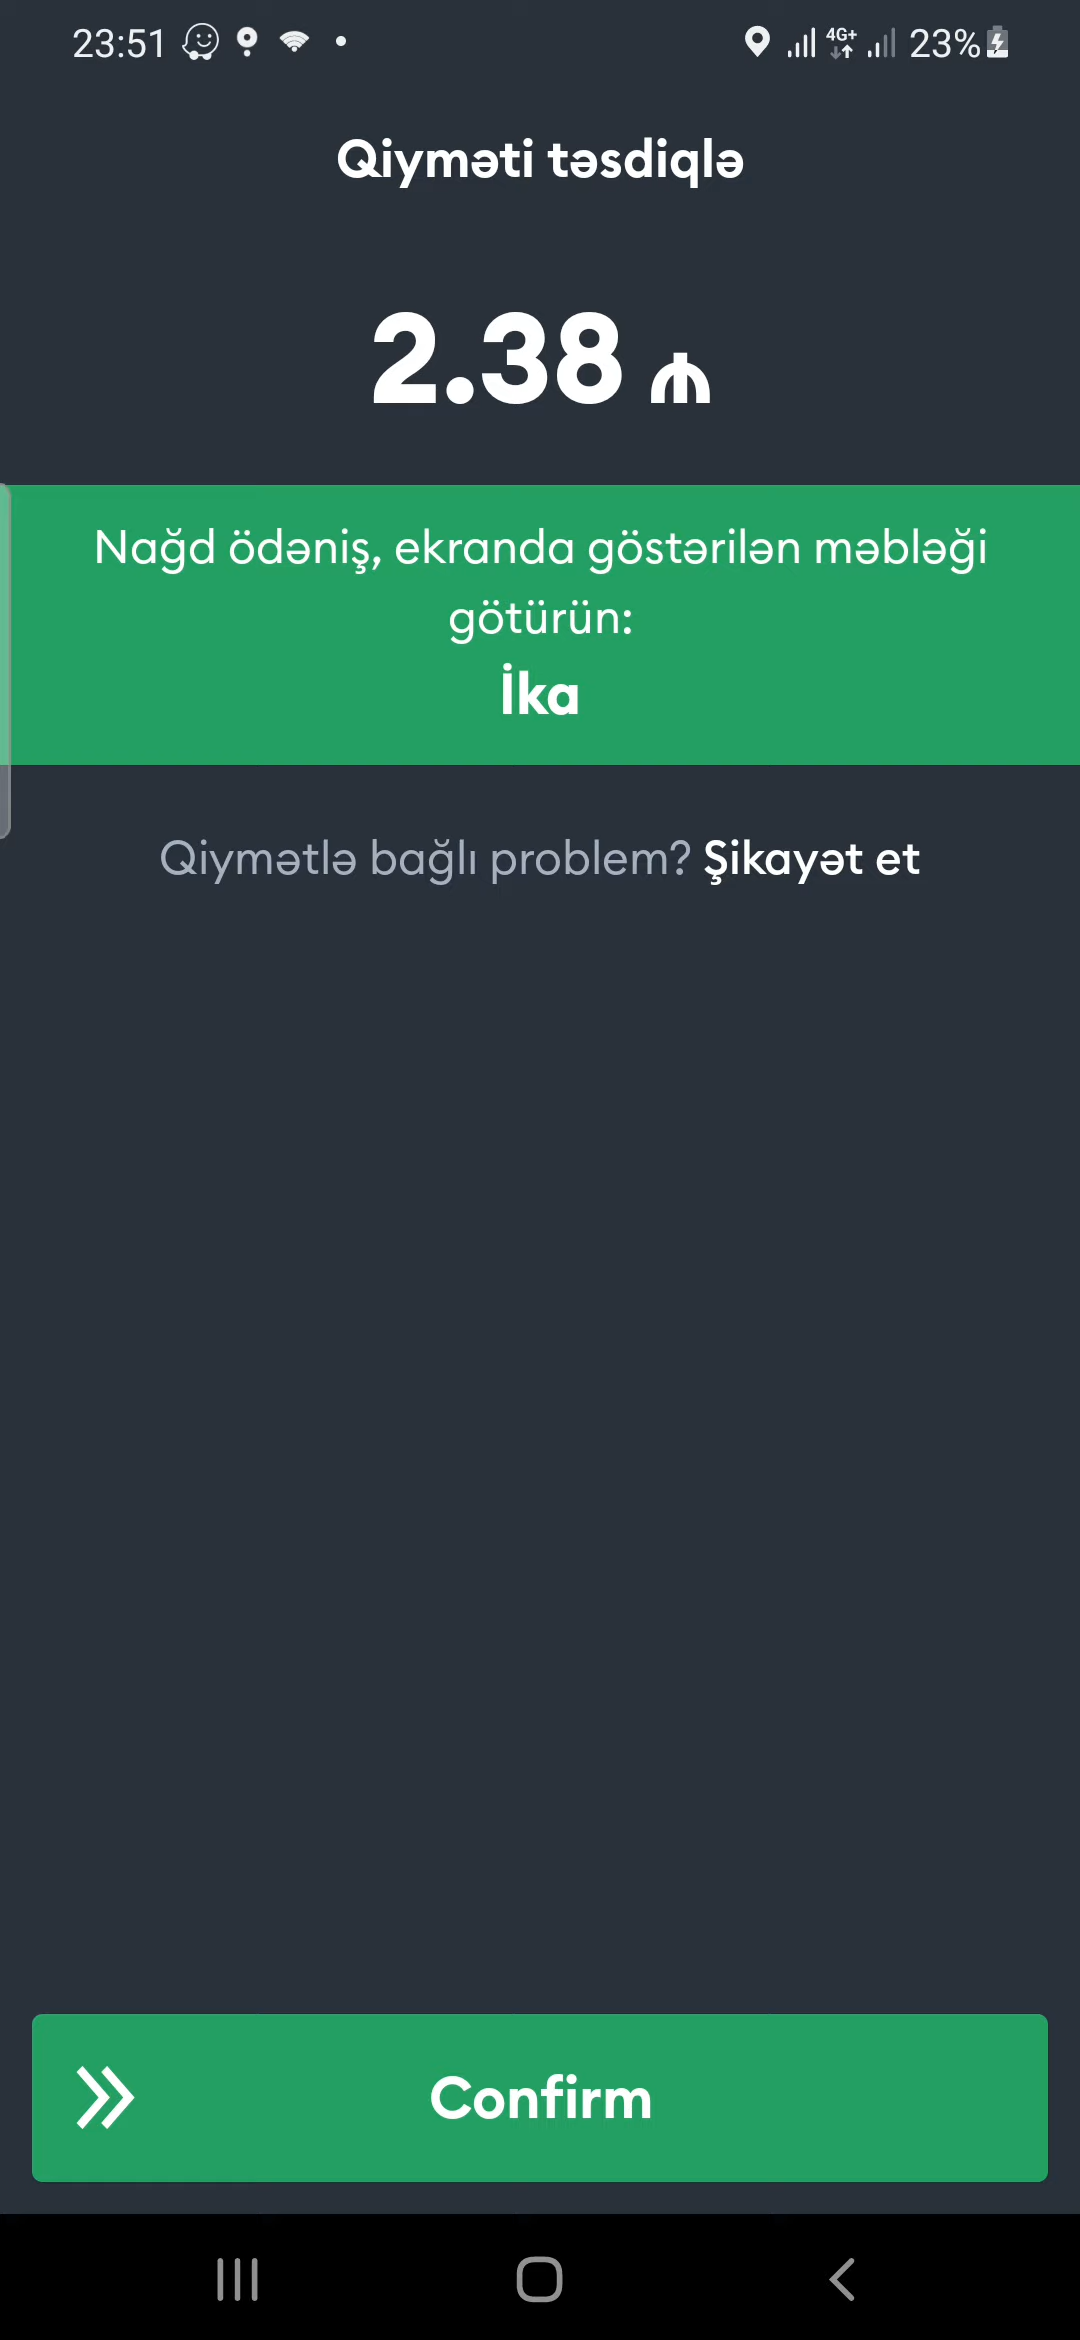 23:51
4G+
23%
Qiyməti təsdiqlə
2.38 ₼
Nağd ödəniş, ekranda göstərilən məbləği
götürün:
İka
Qiymətlə bağlı problem? Şikayət et
Confirm